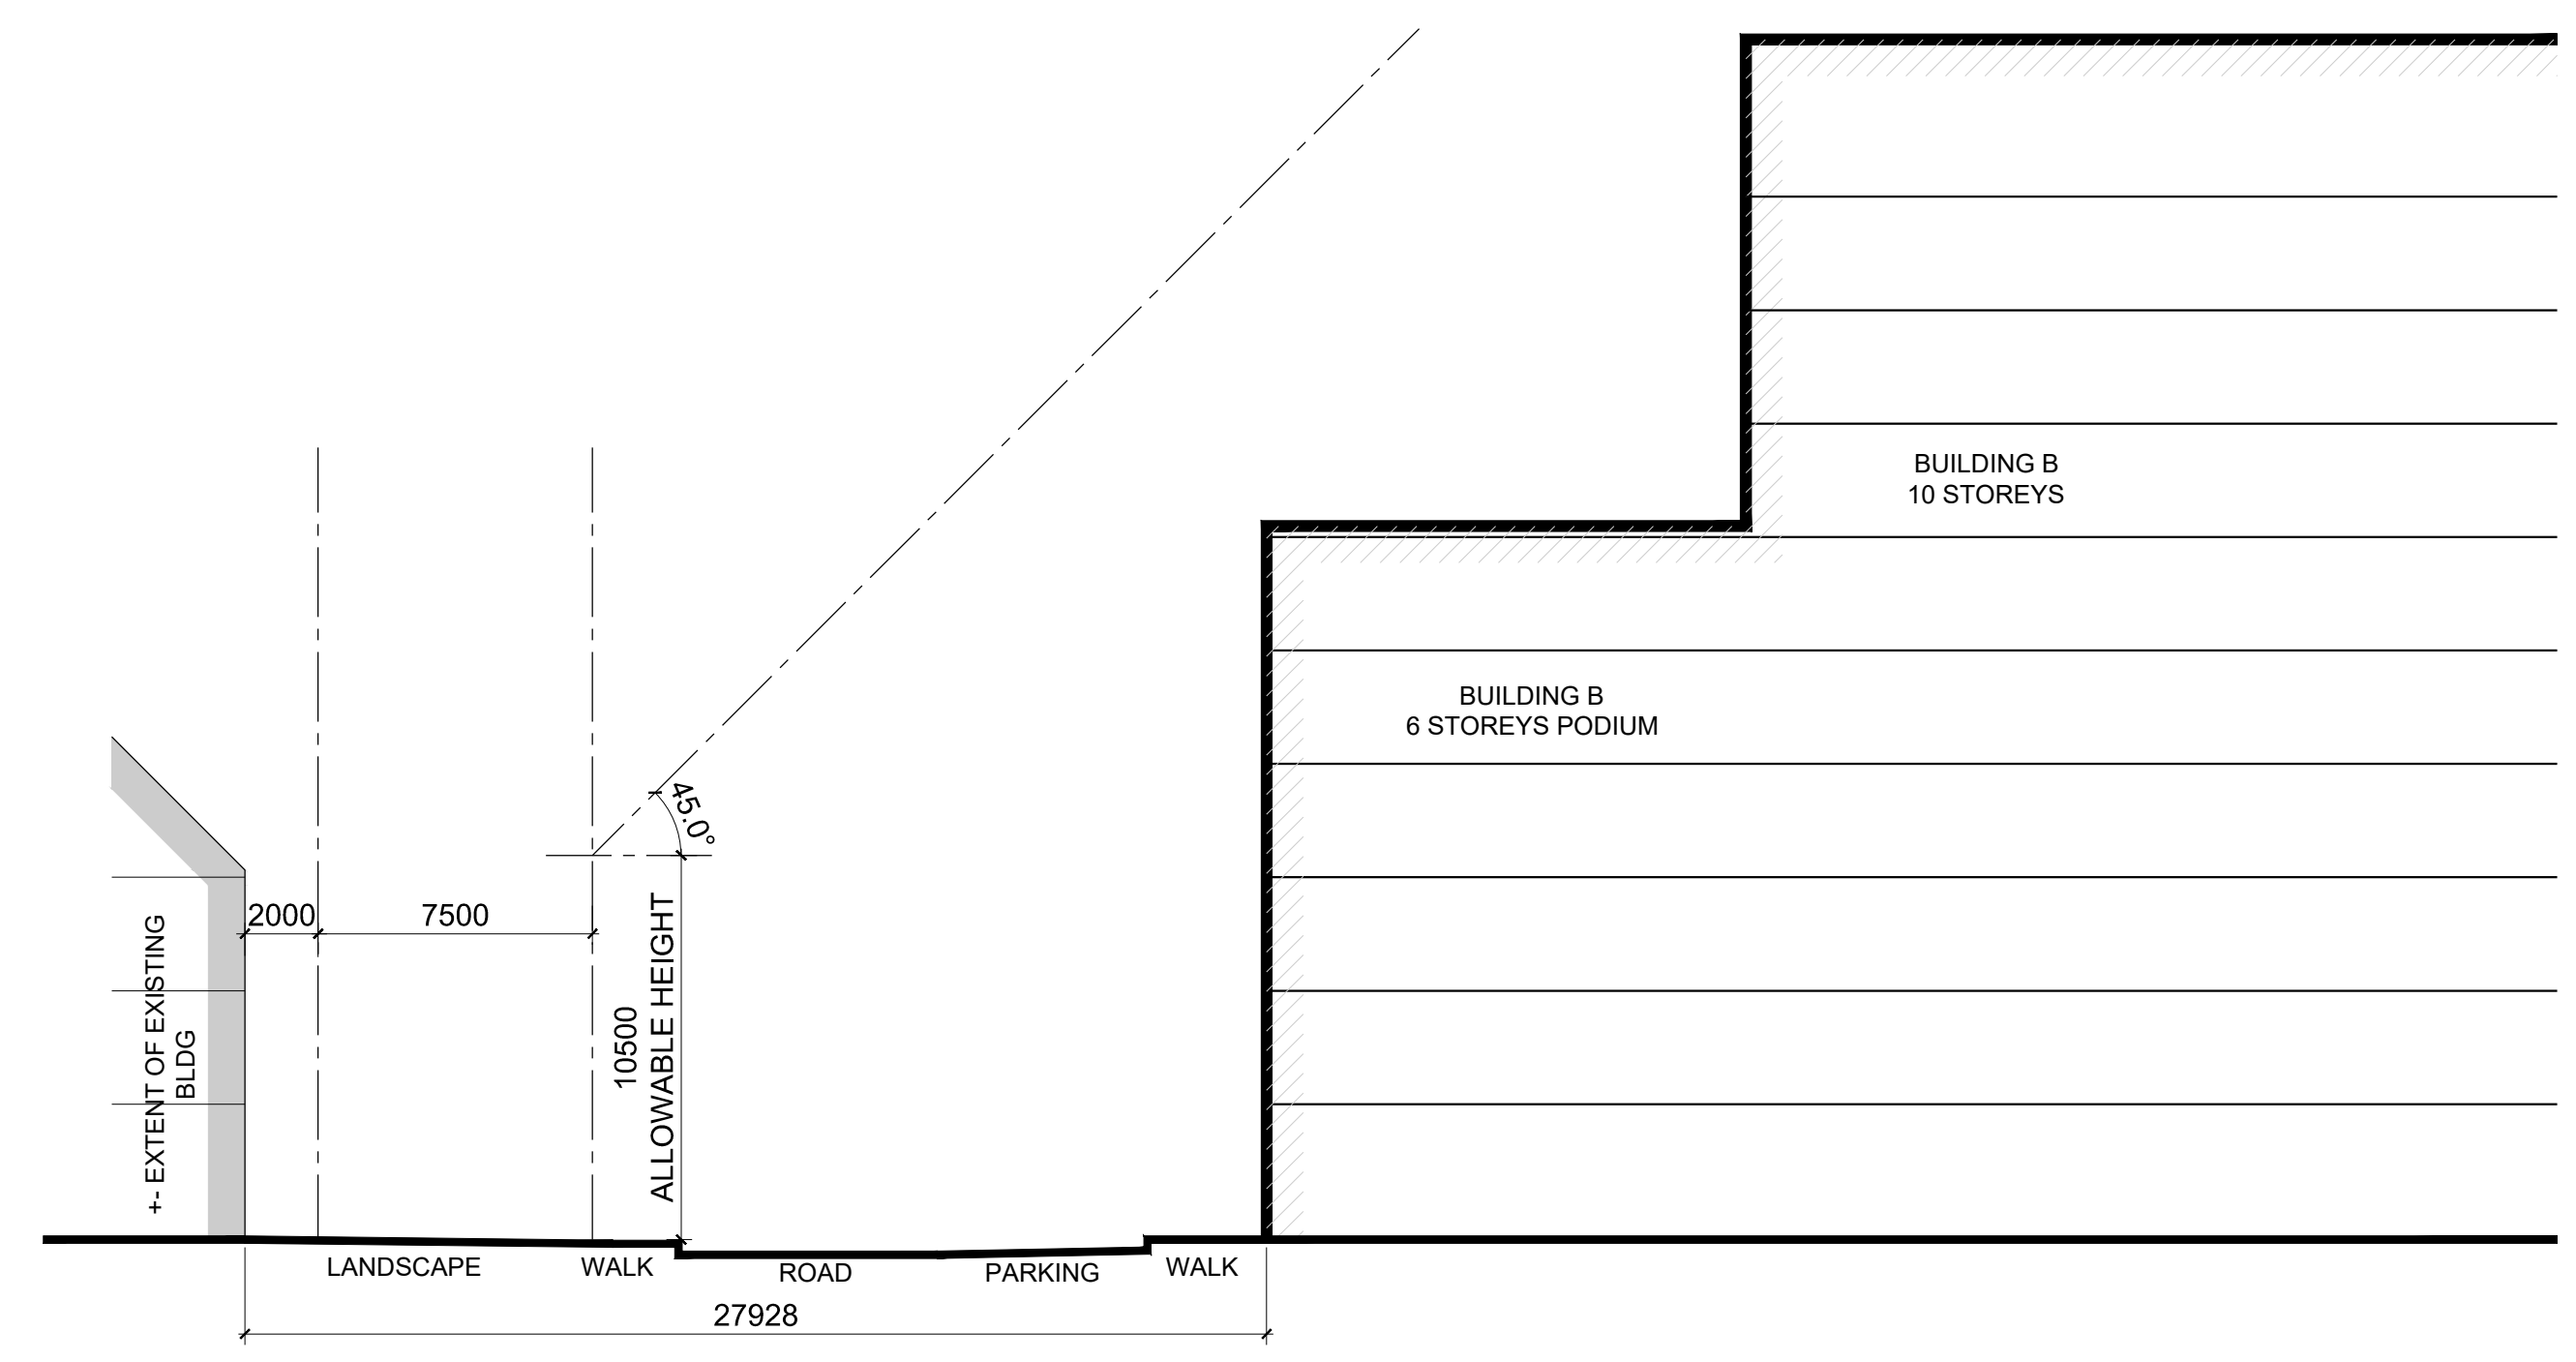 BUILDING B
10 STOREYS
BUILDING B
6 STOREYS PODIUM
45.0°
2000
7500
10500
ALLOWABLE HEIGHT
+- EXTENT OF EXISTING
BLDG
LANDSCAPE
WALK
ROAD
PARKING
WALK
27928